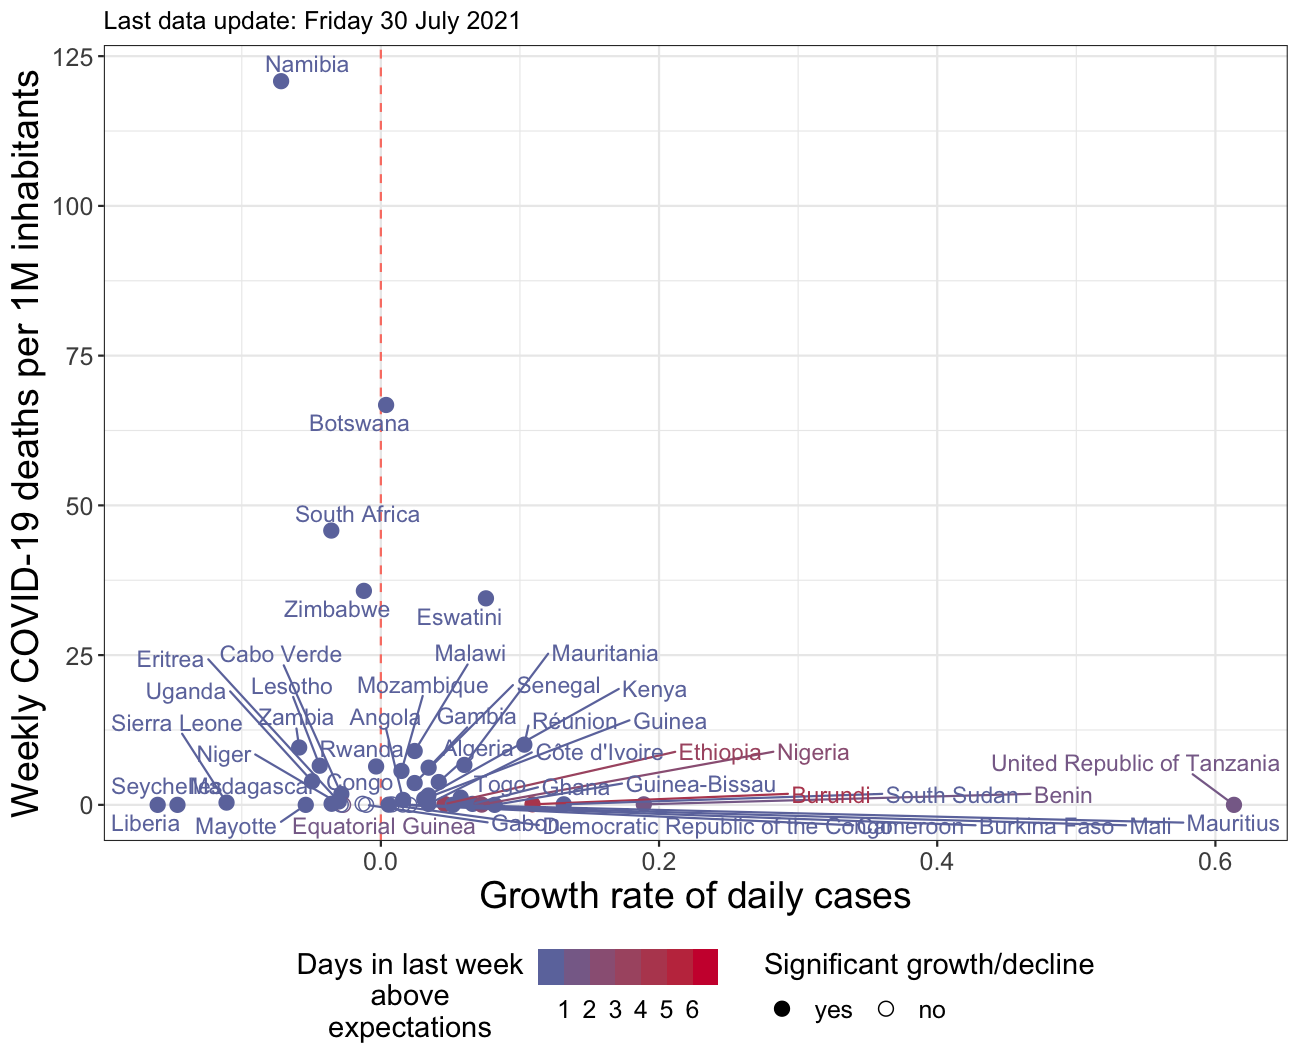 Last data update: Friday 30 July 2021
Weekly COVID-19 deaths per 1M inhabitants
125
100
75
50
25
0
Namibia
Botswana
South Africa
Zimbabwe
Eswatini
Eritrea
Cabo Verde
Malawi
Mauritania
Uganda
Lesotho
Mozambique
Senegal
Kenya
Sierra Leone
Zambia
Angola
Gambia
Réunion
Guinea
Niger
Rwanda
Algeria
Côte d'Ivoire
Ethiopia
Nigeria
United Republic of Tanzania
Seychelles
Madagascar
Congo
Togo
Ghana
Guinea-Bissau
Burundi
South Sudan
Benin
Liberia
Mayotte
Equatorial Guinea
Gabon
Democratic Republic of the Congo
Cameroon
Burkina Faso
Mali
Mauritius
0.0
0.2
0.4
0.6
Growth rate of daily cases
Days in last week
above
expectations
1 2 3 4 5 6
Significant growth/decline
yes
no